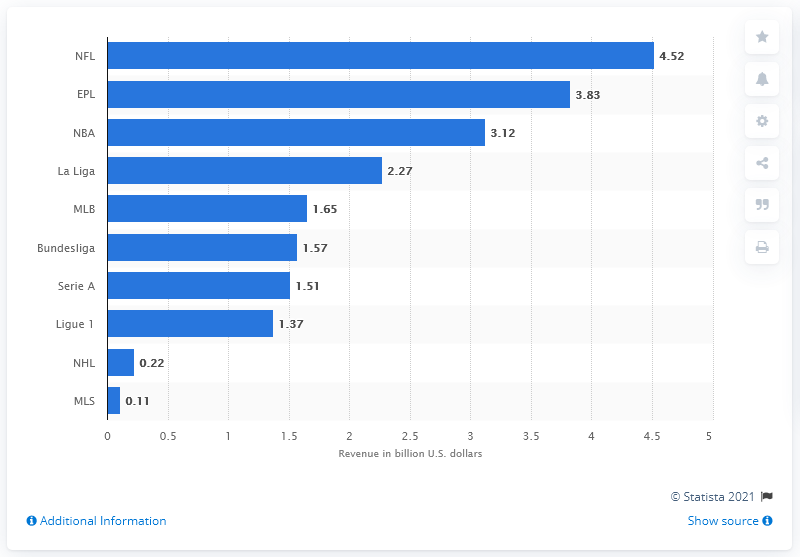 NFL 4.52
EPL 3.83
NBA 3.12
La Liga 2.27
MLB 1.65
Bundesliga 1.57
Serie A 1.51
Ligue 1 1.37
NHL 0.22
MLS 0.11
0 0.5 1 1.5 2 2.5 3 3.5 4 4.5 5
Revenue in billion U.S. dollars
© Statista 2021
Additional Information Show source